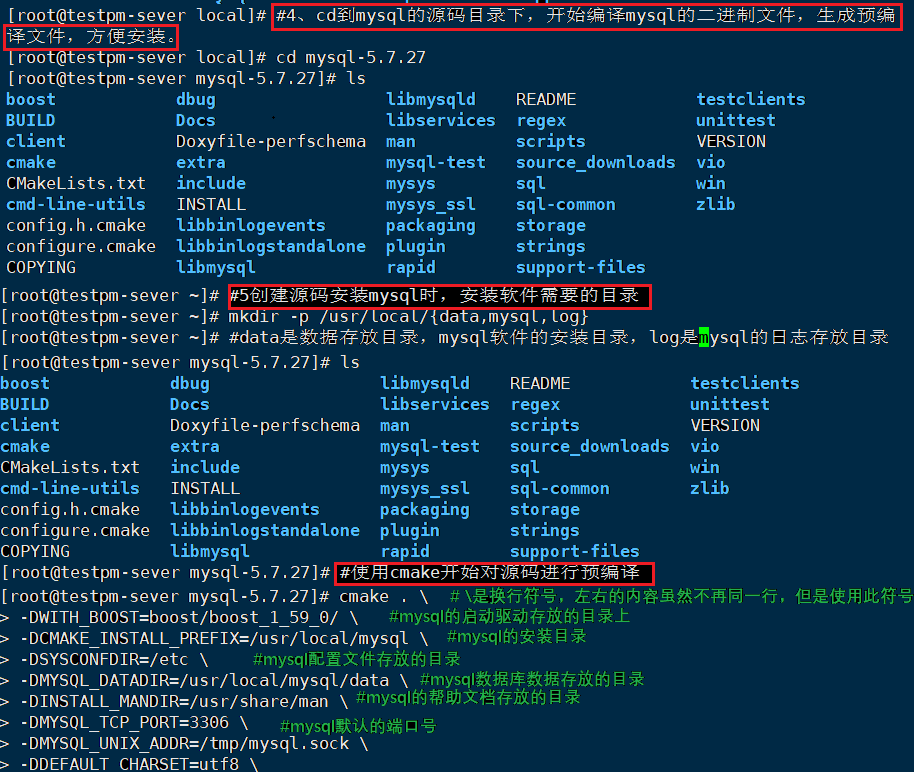 [root@testpm-sever local]# #4、cd到mysql的源码目录下，开始编译mysql的二进制文件，生成预编
译文件，方便安装。
[root@testpm-sever local]# cd mysql-5.7.27
[root@testpm-sever mysql-5.7.27]# ls
boost dbug libmysqld README testclients
BUILD Docs libservices regex unittest
client Doxyfile-perfschema man scripts VERSION
cmake extra mysql-test source_downloads vio
CMakeLists.txt include mysys sql win
cmd-line-utils INSTALL mysys_ssl sql-common zlib
config.h.cmake libbinlogevents packaging storage
configure.cmake libbinlogstandalone plugin strings
COPYING libmysql rapid support-files
[root@testpm-sever ~]# #5创建源码安装mysql时，安装软件需要的目录
[root@testpm-sever ~]# mkdir -p /usr/local/{data,mysql,log}
[root@testpm-sever ~]# #data是数据存放目录，mysql软件的安装目录，log是mysql的日志存放目录
[root@testpm-sever mysql-5.7.27]# ls
boost dbug libmysqld README testclients
BUILD Docs libservices regex unittest
client Doxyfile-perfschema man scripts VERSION
cmake extra mysql-test source_downloads vio
CMakeLists.txt include mysys sql win
cmd-line-utils INSTALL mysys_ssl sql-common zlib
config.h.cmake libbinlogevents packaging storage
configure.cmake libbinlogstandalone plugin strings
COPYING libmysql rapid support-files
[root@testpm-sever mysql-5.7.27]# #使用cmake开始对源码进行预编译
[root@testpm-sever mysql-5.7.27]# cmake . \ # \是换行符号，左右的内容虽然不再同一行，但是使用此符号
> -DWITH_BOOST=boost/boost_1_59_0/ \ #mysql的启动驱动存放的目录上
> -DCMAKE_INSTALL_PREFIX=/usr/local/mysql \ #mysql的安装目录
> -DSYSCONFDIR=/etc \ #mysql配置文件存放的目录
> -DMYSQL_DATADIR=/usr/local/mysql/data \ #mysql数据库数据存放的目录
> -DINSTALL_MANDIR=/usr/share/man \ #mysql的帮助文档存放的目录
> -DMYSQL_TCP_PORT=3306 \ #mysql默认的端口号
> -DMYSQL_UNIX_ADDR=/tmp/mysql.sock \
> -DDEFAULT_CHARSET=utf8 \